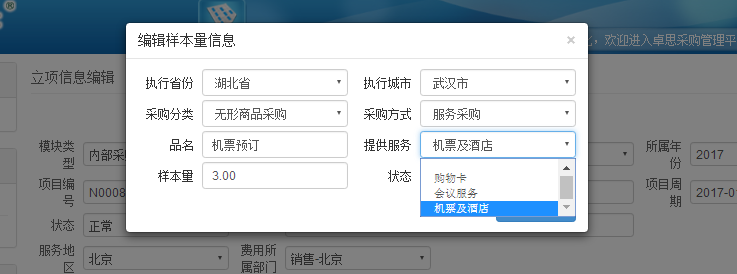 ®
编辑样本量信息 ×
，欢迎进入卓思采购管理平
立项信息编辑
执行省份 湖北省 执行城市 武汉市
采购分类 无形商品采购 采购方式 服务采购
品名 机票预订 提供服务 机票及酒店
样本量 3.00 状态
购物卡
会议服务
机票及酒店
模块类型 内部采 所属年份 2017
项目编号 N0008 项目周期 2017-01
状态 正常
服务地区 北京 费用所属部门 销售-北京